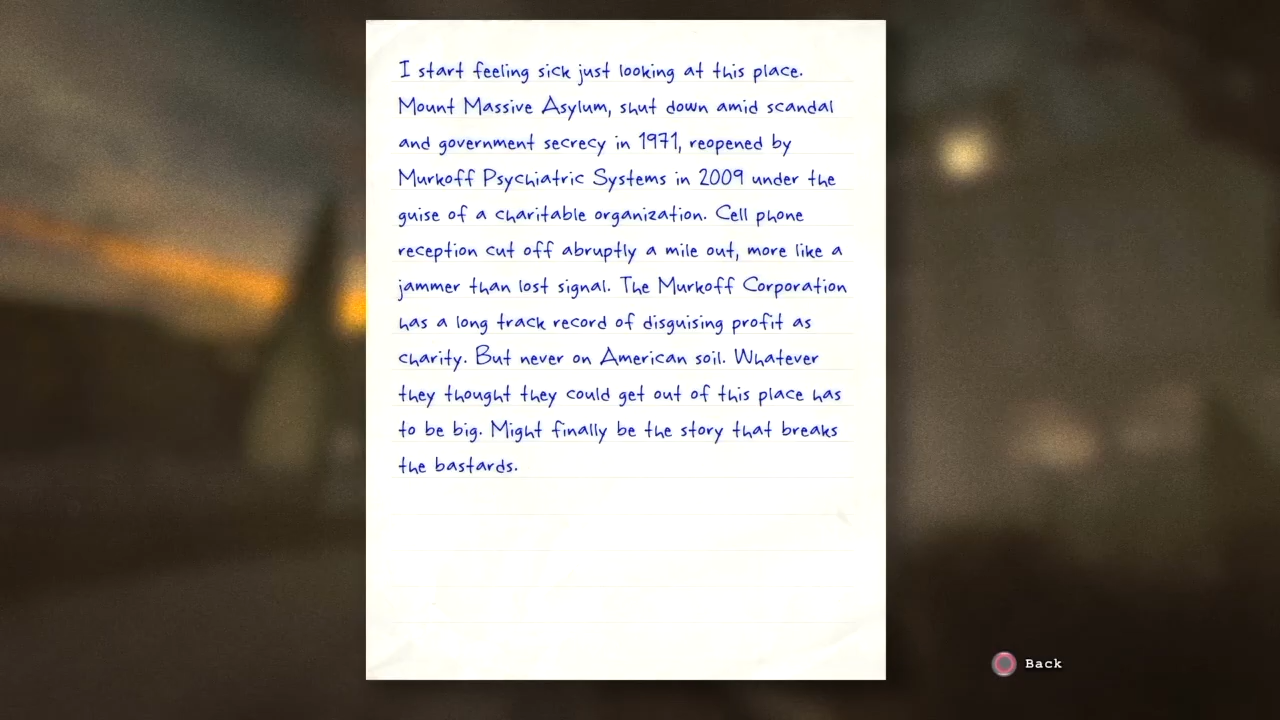 I start feeling sick just looking at this place.
Mount Massive Asylum, shut down amid scandal
and government secrecy in 1971, reopened by
Murkoff Psychiatric Systems in 2009 under the
guise of a charitable organization. Cell phone
reception cut off abruptly a mile out, more like a
jammer than lost signal. The Murkoff Corporation
has a long track record of disguising profit as
charity. But never on American soil. Whatever
they thought they could get out of this place has
to be big. Might finally be the story that breaks
the bastards.
Back